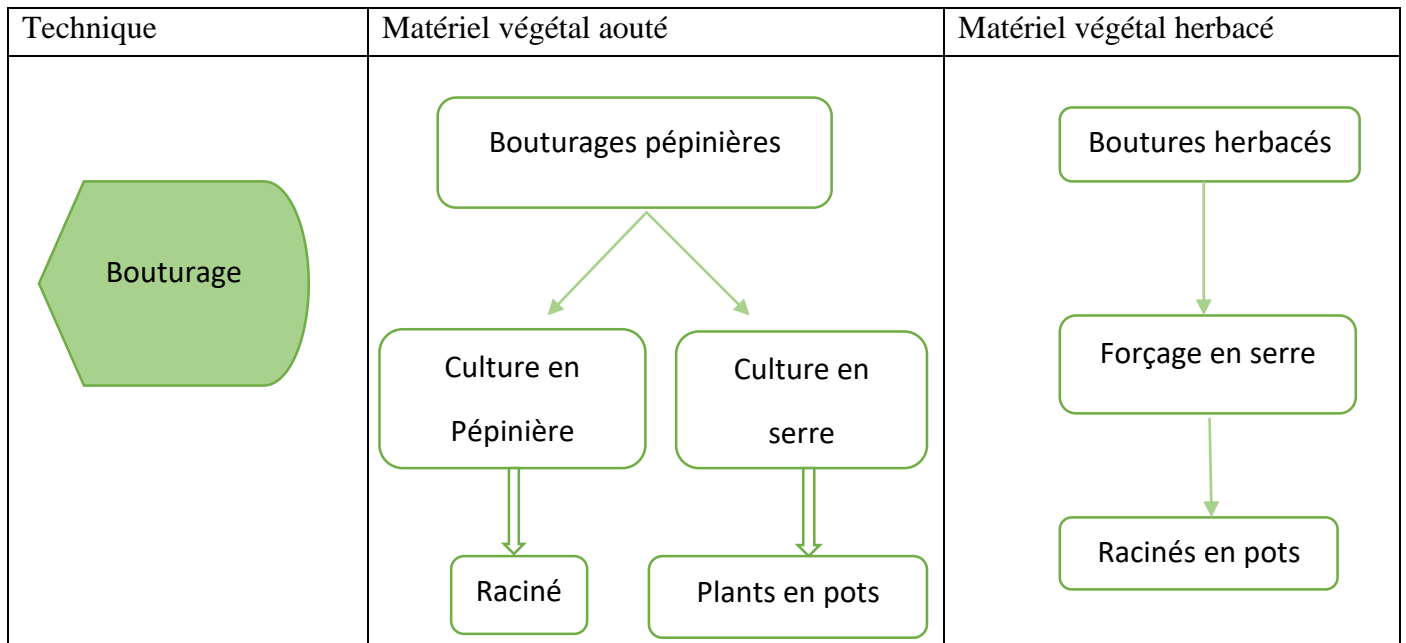 Technique
Matériel végétal aouté
Matériel végétal herbacé
Bouturage
Bouturages pépinières
Culture en
Pépinière
Culture en
serre
Raciné
Plants en pots
Boutures herbacés
Forçage en serre
Racinés en pots